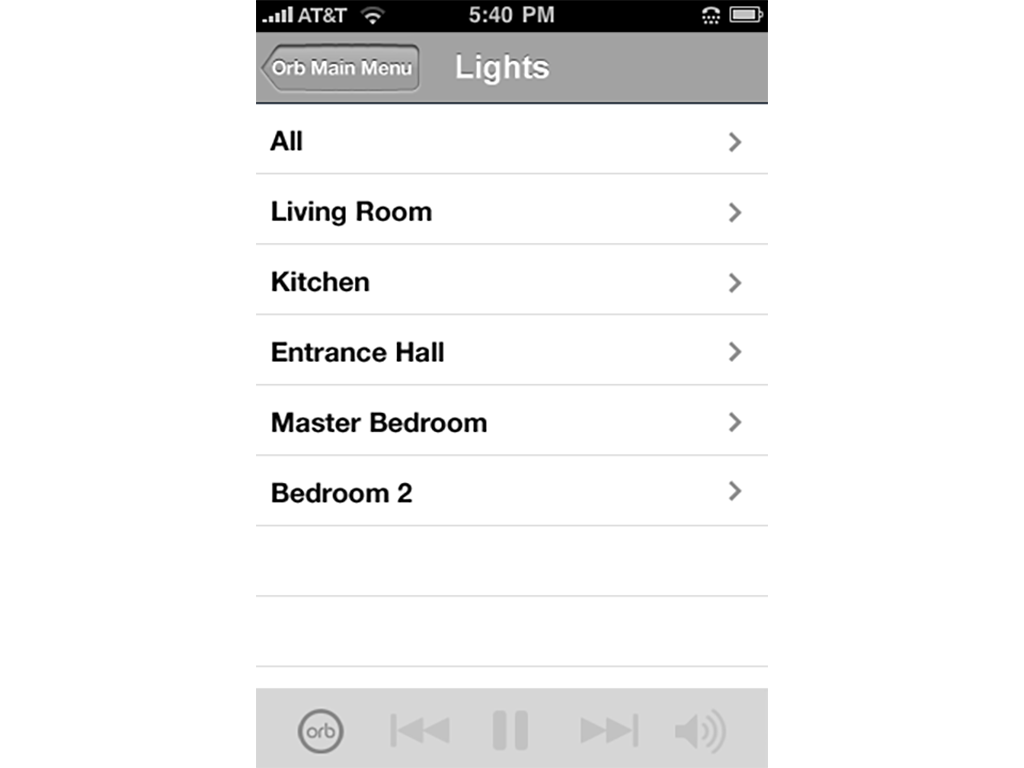 AT&T 5:40 PM
Orb Main Menu Lights
All
Living Room
Kitchen
Entrance Hall
Master Bedroom
Bedroom 2
orb